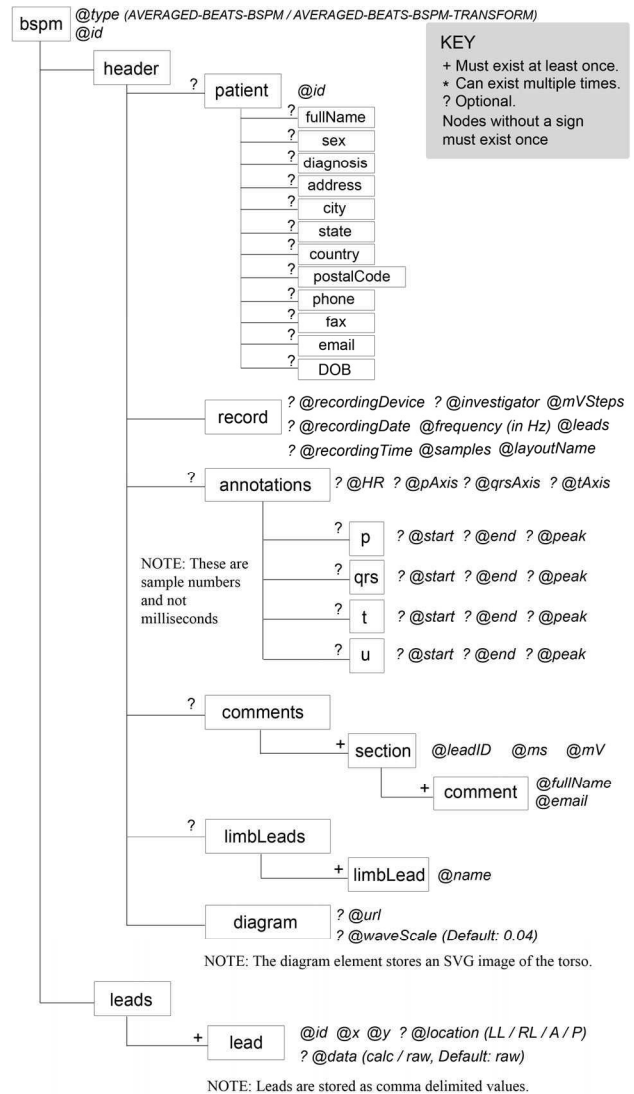 bspm @type (AVERAGED-BEATS-BSPM / AVERAGED-BEATS-BSPM-TRANSFORM)
@id
KEY
+ Must exist at least once.
* Can exist multiple times.
? Optional.
Nodes without a sign
must exist once
header
? patient @id
? fullName
? sex
? diagnosis
? address
? city
? state
? country
? postalCode
? phone
? fax
? email
? DOB
record ? @recordingDevice ? @investigator @mVSteps
? @recordingDate @frequency (in Hz) @leads
? @recordingTime @samples @layoutName
? annotations ? @HR ? @pAxis ? @qrsAxis ? @tAxis
? p ? @start ? @end ? @peak
? qrs ? @start ? @end ? @peak
? t ? @start ? @end ? @peak
? u ? @start ? @end ? @peak
NOTE: These are
sample numbers
and not
milliseconds
? comments
+ section @leadID @ms @mV
+ comment @fullName
@email
? limbLeads
+ limbLead @name
diagram ? @url
? @waveScale (Default: 0.04)
NOTE: The diagram element stores an SVG image of the torso.
leads
+ lead @id @x @y ? @location (LL / RL / A / P)
? @data (calc / raw, Default: raw)
NOTE: Leads are stored as comma delimited values.